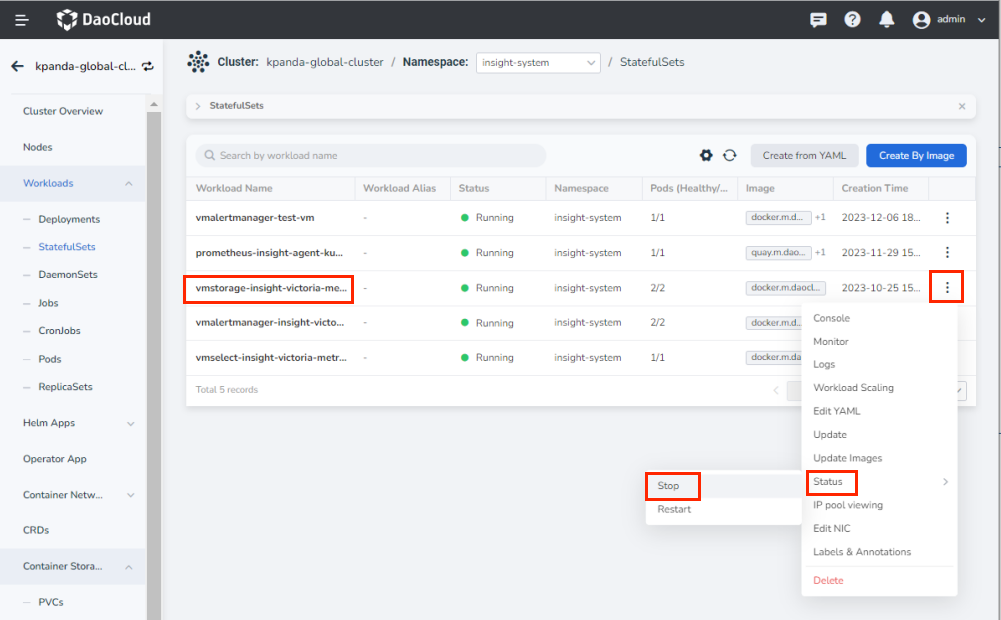 DaoCloud
admin
kpanda-global-cl...
Cluster: kpanda-global-cluster / Namespace: insight-system / StatefulSets
Cluster Overview
Nodes
Workloads
Deployments
StatefulSets
DaemonSets
Jobs
CronJobs
Pods
ReplicaSets
Helm Apps
Operator App
Container Netw...
CRDs
Container Stora...
PVCs
StatefulSets
Search by workload name
Create from YAML
Create By Image
Workload Name Workload Alias Status Namespace Pods (Healthy/... Image Creation Time
vmalertmanager-test-vm - Running insight-system 1/1 docker.m.d... +1 2023-12-06 18...
prometheus-insight-agent-ku... - Running insight-system 1/1 quay.m.dao... +1 2023-11-29 15...
vmstorage-insight-victoria-me... - Running insight-system 2/2 docker.m.daocl... 2023-10-25 15...
vmalertmanager-insight-victo... - Running insight-system 2/2 docker.m.d...
vmselect-insight-victoria-metr... - Running insight-system 1/1 docker.m.da
Total 5 records
Console
Monitor
Logs
Workload Scaling
Edit YAML
Update
Update Images
Status
IP pool viewing
Edit NIC
Labels & Annotations
Delete
Stop
Restart